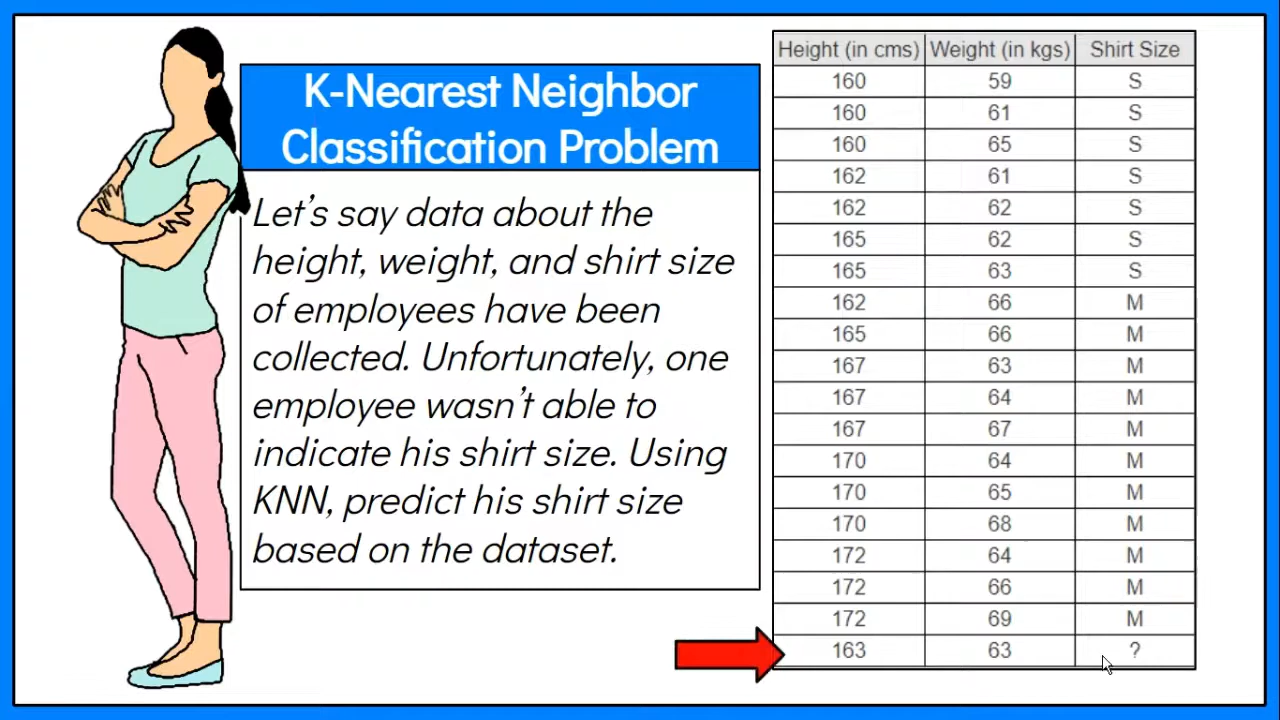 K-Nearest Neighbor
Classification Problem
Let's say data about the
height, weight, and shirt size
of employees have been
collected. Unfortunately, one
employee wasn't able to
indicate his shirt size. Using
KNN, predict his shirt size
based on the dataset.
Height (in cms) Weight (in kgs) Shirt Size
160 59 S
160 61 S
160 65 S
162 61 S
162 62 S
165 62 S
165 63 S
162 66 M
165 66 M
167 63 M
167 64 M
167 67 M
170 64 M
170 65 M
170 68 M
172 64 M
172 66 M
172 69 M
163 63 ?